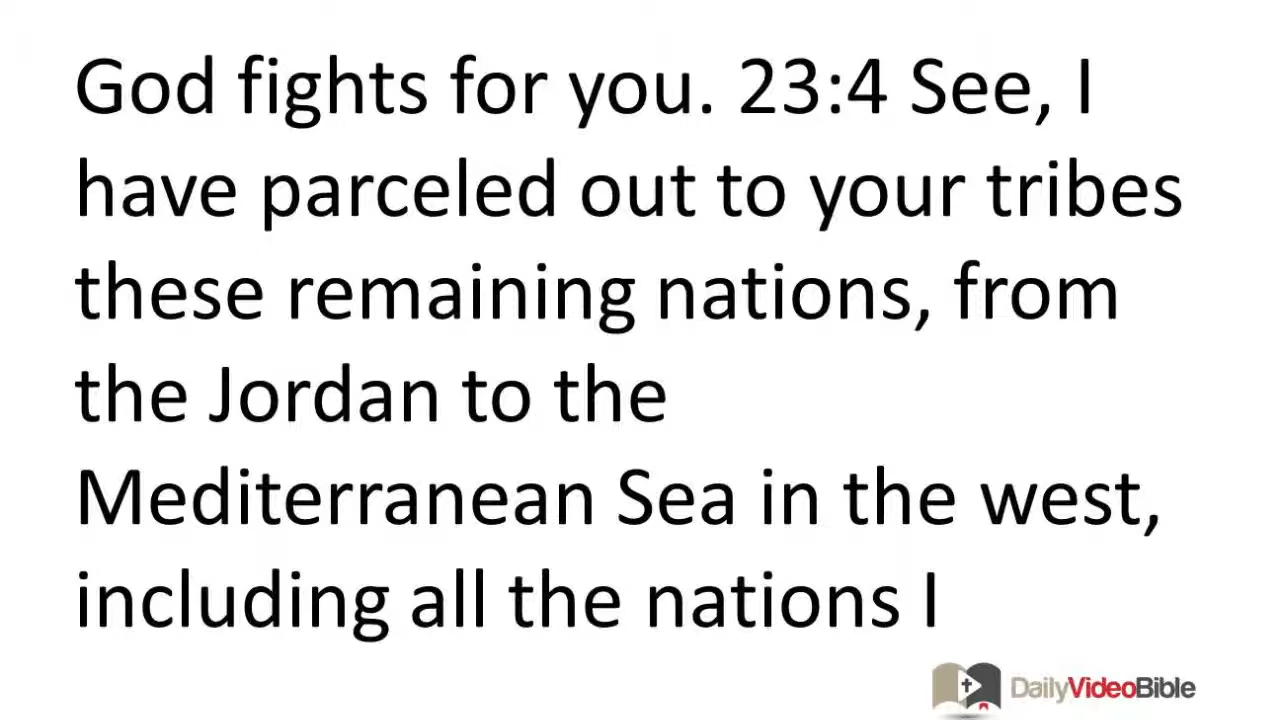 God fights for you. 23:4 See, I
have parceled out to your tribes
these remaining nations, from
the Jordan to the
Mediterranean Sea in the west,
including all the nations I
DailyVideoBible